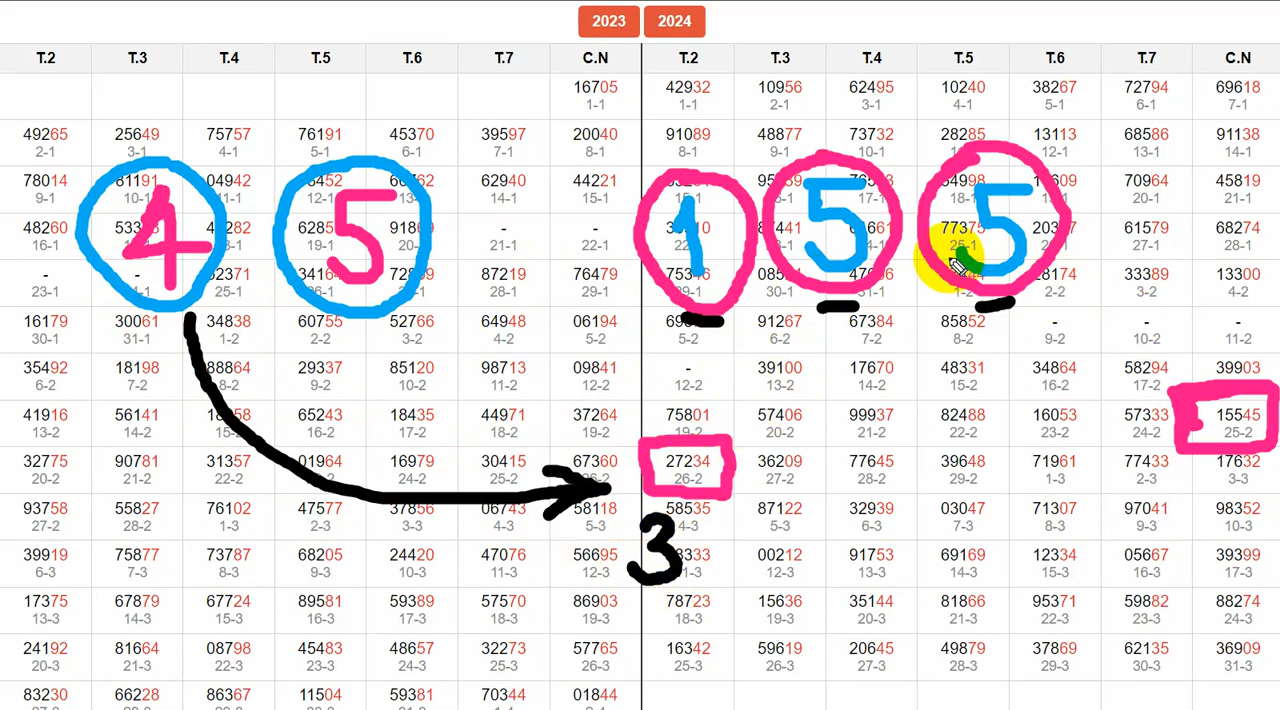 2023 2024
T.2 T.3 T.4 T.5 T.6 T.7 C.N T.2 T.3 T.4 T.5 T.6 T.7 C.N
16705 42932 10956 62495 10240 38267 72794 69618
1-1 1-1 2-1 3-1 4-1 5-1 6-1 7-1
49265 25649 75757 76191 45370 39597 20040 91089 48877 73732 28285 13113 68586 91138
2-1 3-1 4-1 5-1 6-1 7-1 8-1 8-1 9-1 10-1 12-1 13-1 14-1
78014 81191 04942 62940 44221 70964 45819
9-1 12-1 14-1 15-1 20-1 21-1
4 5 1 5 5
48260 - - 77375 61579 68274
16-1 19-1 21-1 22-1 25-1 27-1 28-1
- - 32371 87219 76479 33389 13300
23-1 25-1 28-1 29-1 30-1 31-1 1-2 2-2 3-2 4-2
16179 30061 34838 60755 52766 64948 06194 91267 67384 85852 - - -
30-1 31-1 1-2 2-2 3-2 4-2 5-2 5-2 6-2 7-2 8-2 9-2 10-2 11-2
35492 18198 88864 29337 85120 98713 09841 - 39100 17670 48331 34864 58294 39903
6-2 7-2 8-2 9-2 10-2 11-2 12-2 12-2 13-2 14-2 15-2 16-2 17-2
41916 56141 65243 18435 44971 37264 75801 57406 99937 82488 16053 57333 15545
13-2 14-2 15-2 16-2 17-2 18-2 19-2 19-2 20-2 21-2 22-2 23-2 24-2 25-2
32775 90781 31357 01964 16979 30415 67360 27234 36209 77645 39648 71961 77433 17632
20-2 21-2 22-2 24-2 25-2 26-2 27-2 28-2 29-2 1-3 2-3 3-3
93758 55827 76102 47577 37856 06743 58118 58535 87122 32939 03047 71307 97041 98352
27-2 28-2 1-3 2-3 3-3 4-3 5-3 4-3 5-3 6-3 7-3 8-3 9-3 10-3
3
39919 75877 73787 68205 24420 47076 56695 00212 91753 69169 12334 05667 39399
6-3 7-3 8-3 9-3 10-3 11-3 12-3 12-3 13-3 14-3 15-3 16-3 17-3
17375 67879 67724 89581 59389 57570 86903 78723 15636 35144 81866 95371 59882 88274
13-3 14-3 15-3 16-3 17-3 18-3 19-3 18-3 19-3 20-3 21-3 22-3 23-3 24-3
24192 81664 08798 45483 48657 32273 57765 16342 59619 20645 49879 37869 62135 36909
20-3 21-3 22-3 23-3 24-3 25-3 26-3 25-3 26-3 27-3 28-3 29-3 30-3 31-3
83230 66228 86367 11504 59381 70344 01844